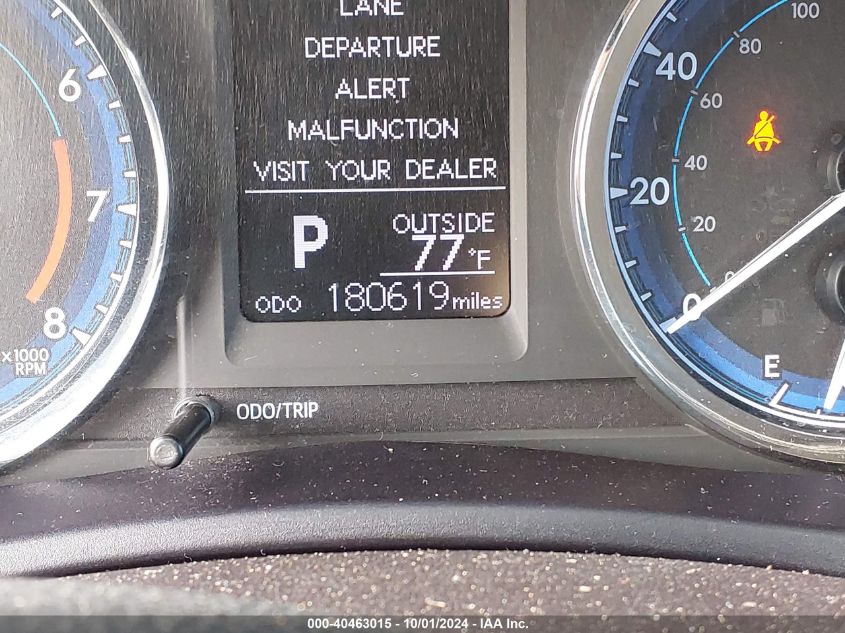 LANE
DEPARTURE
ALERT
MALFUNCTION
VISIT YOUR DEALER
P
OUTSIDE
77°F
ODO 180619 miles
6
7
8
×1000
RPM
100
80
60
40
20
0
40
20
0
E
ODO/TRIP
000-40463015 - 10/01/2024 - IAA Inc.